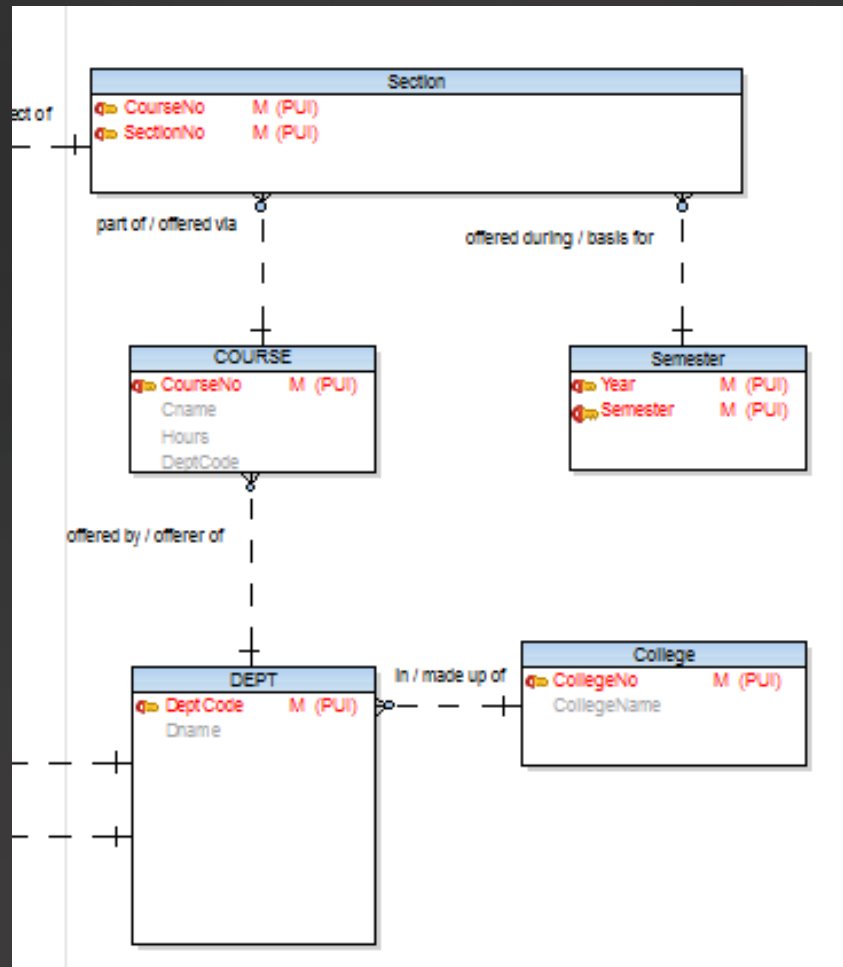 Section
CourseNo M (PUI)
SectionNo M (PUI)
ect of
part of / offered via
offered during / basis for
COURSE
CourseNo M (PUI)
Cname
Hours
DeptCode
Semester
Year M (PUI)
Semester M (PUI)
offered by / offerer of
DEPT
DeptCode M (PUI)
Dname
in / made up of
College
CollegeNo M (PUI)
CollegeName